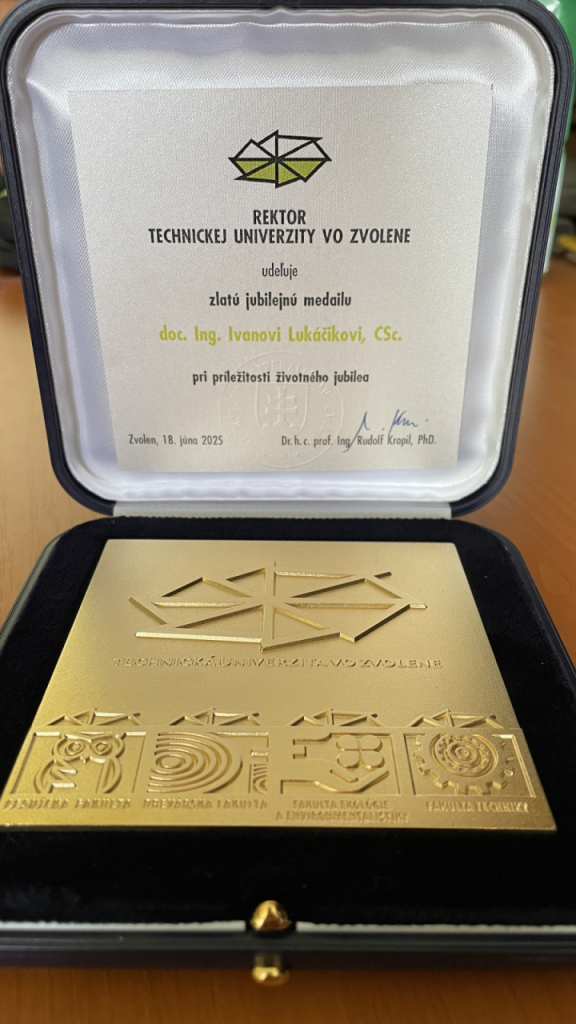 REKTOR
TECHNICKEJ UNIVERZITY VO ZVOLENE
udeľuje
zlatú jubilejnú medailu
doc. Ing. Ivanovi Lukáčikovi, CSc.
pri príležitosti životného jubilea
Zvolen, 18. júna 2025 Dr. h. c. prof. Ing. Rudolf Kropil, PhD.
TECHNICKÁ UNIVERZITA VO ZVOLENE
LESNÍCKA FAKULTA DREVÁRSKA FAKULTA FAKULTA EKOLÓGIE FAKULTA TECHNIKY
A ENVIRONMENTALISTIKY